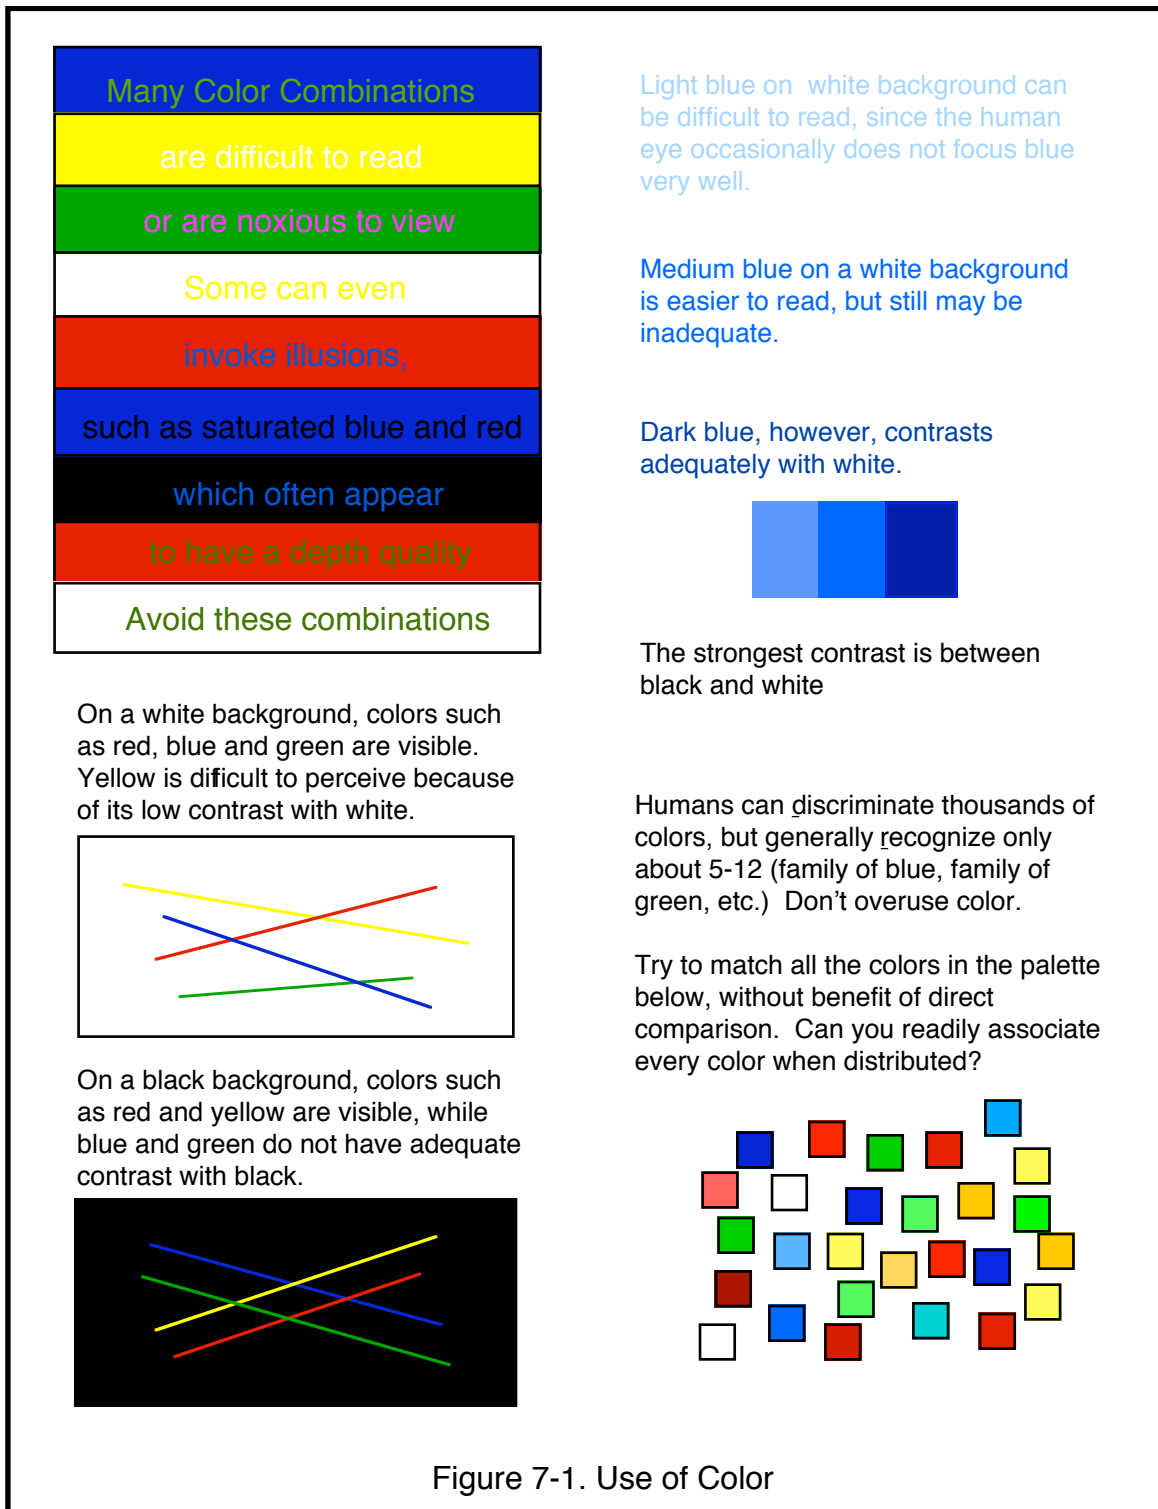 Many Color Combinations
are difficult to read
or are noxious to view
Some can even
invoke illusions,
such as saturated blue and red
which often appear
to have a depth quality
Avoid these combinations
On a white background, colors such
as red, blue and green are visible.
Yellow is dificult to perceive because
of its low contrast with white.
On a black background, colors such
as red and yellow are visible, while
blue and green do not have adequate
contrast with black.
Light blue on  white background can
be difficult to read, since the human
eye occasionally does not focus blue
very well.
Medium blue on a white background
is easier to read, but still may be
inadequate.
Dark blue, however, contrasts
adequately with white.
The strongest contrast is between
black and white
Humans can discriminate thousands of
colors, but generally recognize only
about 5-12 (family of blue, family of
green, etc.)  Don't overuse color.
Try to match all the colors in the palette
below, without benefit of direct
comparison.  Can you readily associate
every color when distributed?
Figure 7-1. Use of Color